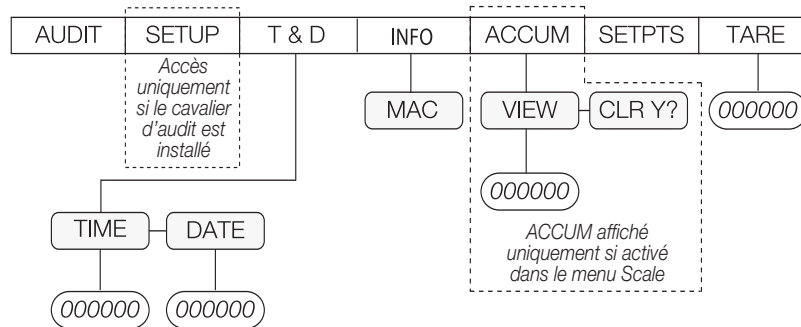 AUDIT SETUP T & D INFO ACCUM SETPTS TARE
Accès
uniquement
si le cavalier
d'audit est
installé
MAC VIEW CLR Y? 000000
000000
TIME DATE
000000 000000
ACCUM affiché
uniquement si activé
dans le menu Scale